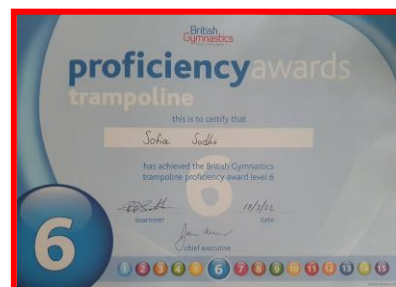 British
Gymnastics
proficiencyawards
trampoline
this is to certify that
Sofia Sudhi
has achieved the British Gymnastics
trampoline proficiency award level 6
6
18/3/22
examiner
date
chief executive
6
1 2 3 4 5 6 7 8 9 10 11 12 13 14 15